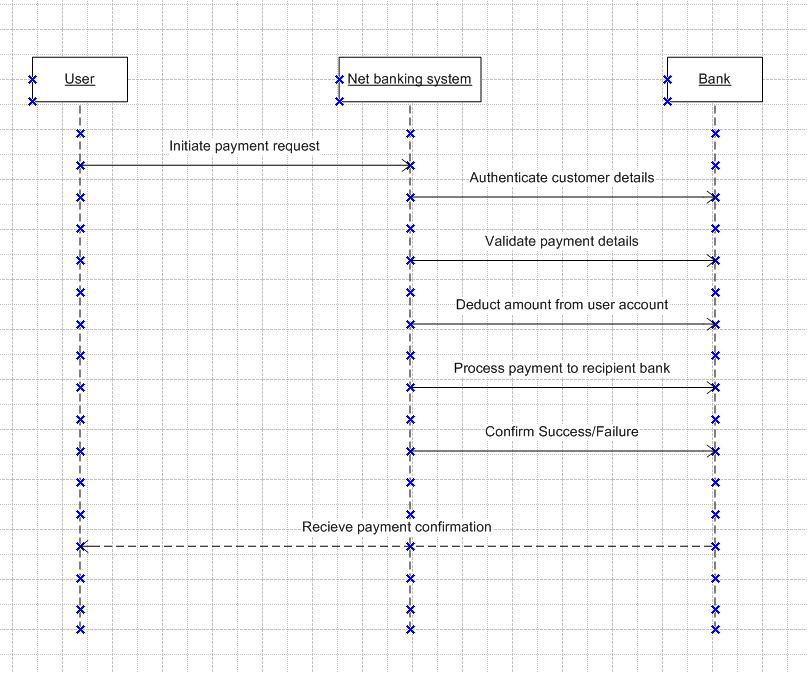 User
Net banking system
Bank
Initiate payment request
Authenticate customer details
Validate payment details
Deduct amount from user account
Process payment to recipient bank
Confirm Success/Failure
Recieve payment confirmation